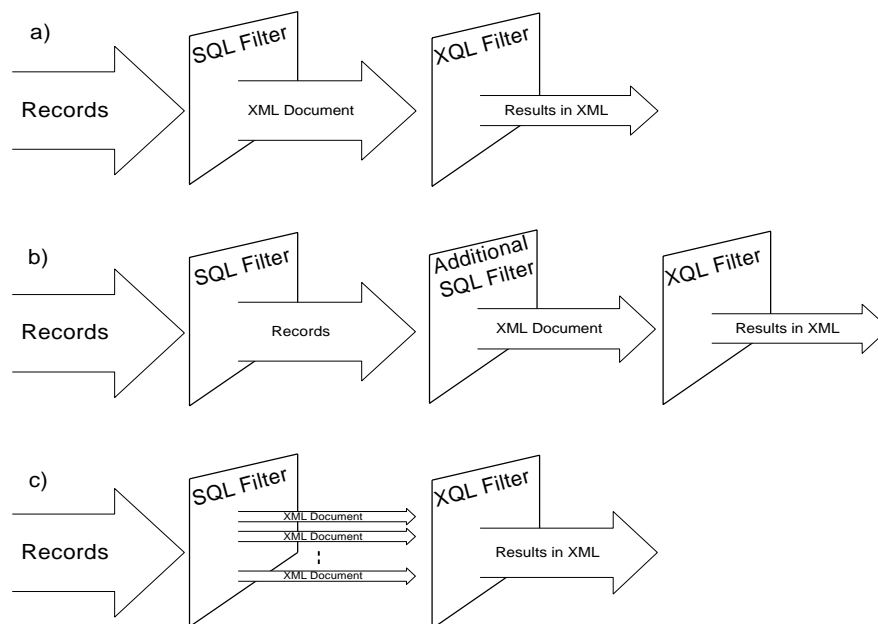 a)
SQL Filter
XQL Filter
Records
XML Document
Results in XML
b)
SQL Filter
Additional
SQL Filter
XQL Filter
Records
Records
XML Document
Results in XML
c)
SQL Filter
XQL Filter
Records
XML Document
XML Document
XML Document
Results in XML